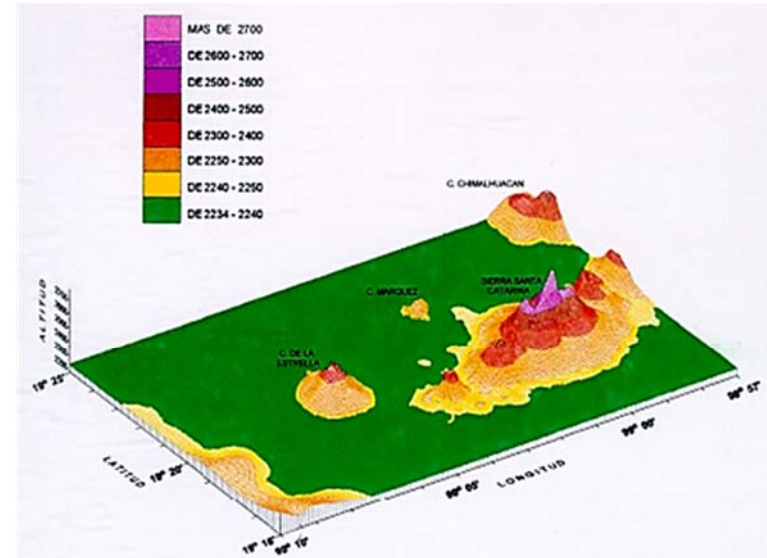 MAS DE 2700
DE 2600 - 2700
DE 2500 - 2600
DE 2400 - 2500
DE 2300 - 2400
DE 2250 - 2300
DE 2240 - 2250
DE 2234 - 2240
C. CHIMALHUACAN
SIERRA SANTA
CATARINA
C. MARQUEZ
C. DE LA
ESTRELLA
ALTITUD
19° 25'
LATITUD
19° 20'
99° 10'
99° 05'
LONGITUD
99° 00'
98° 57'